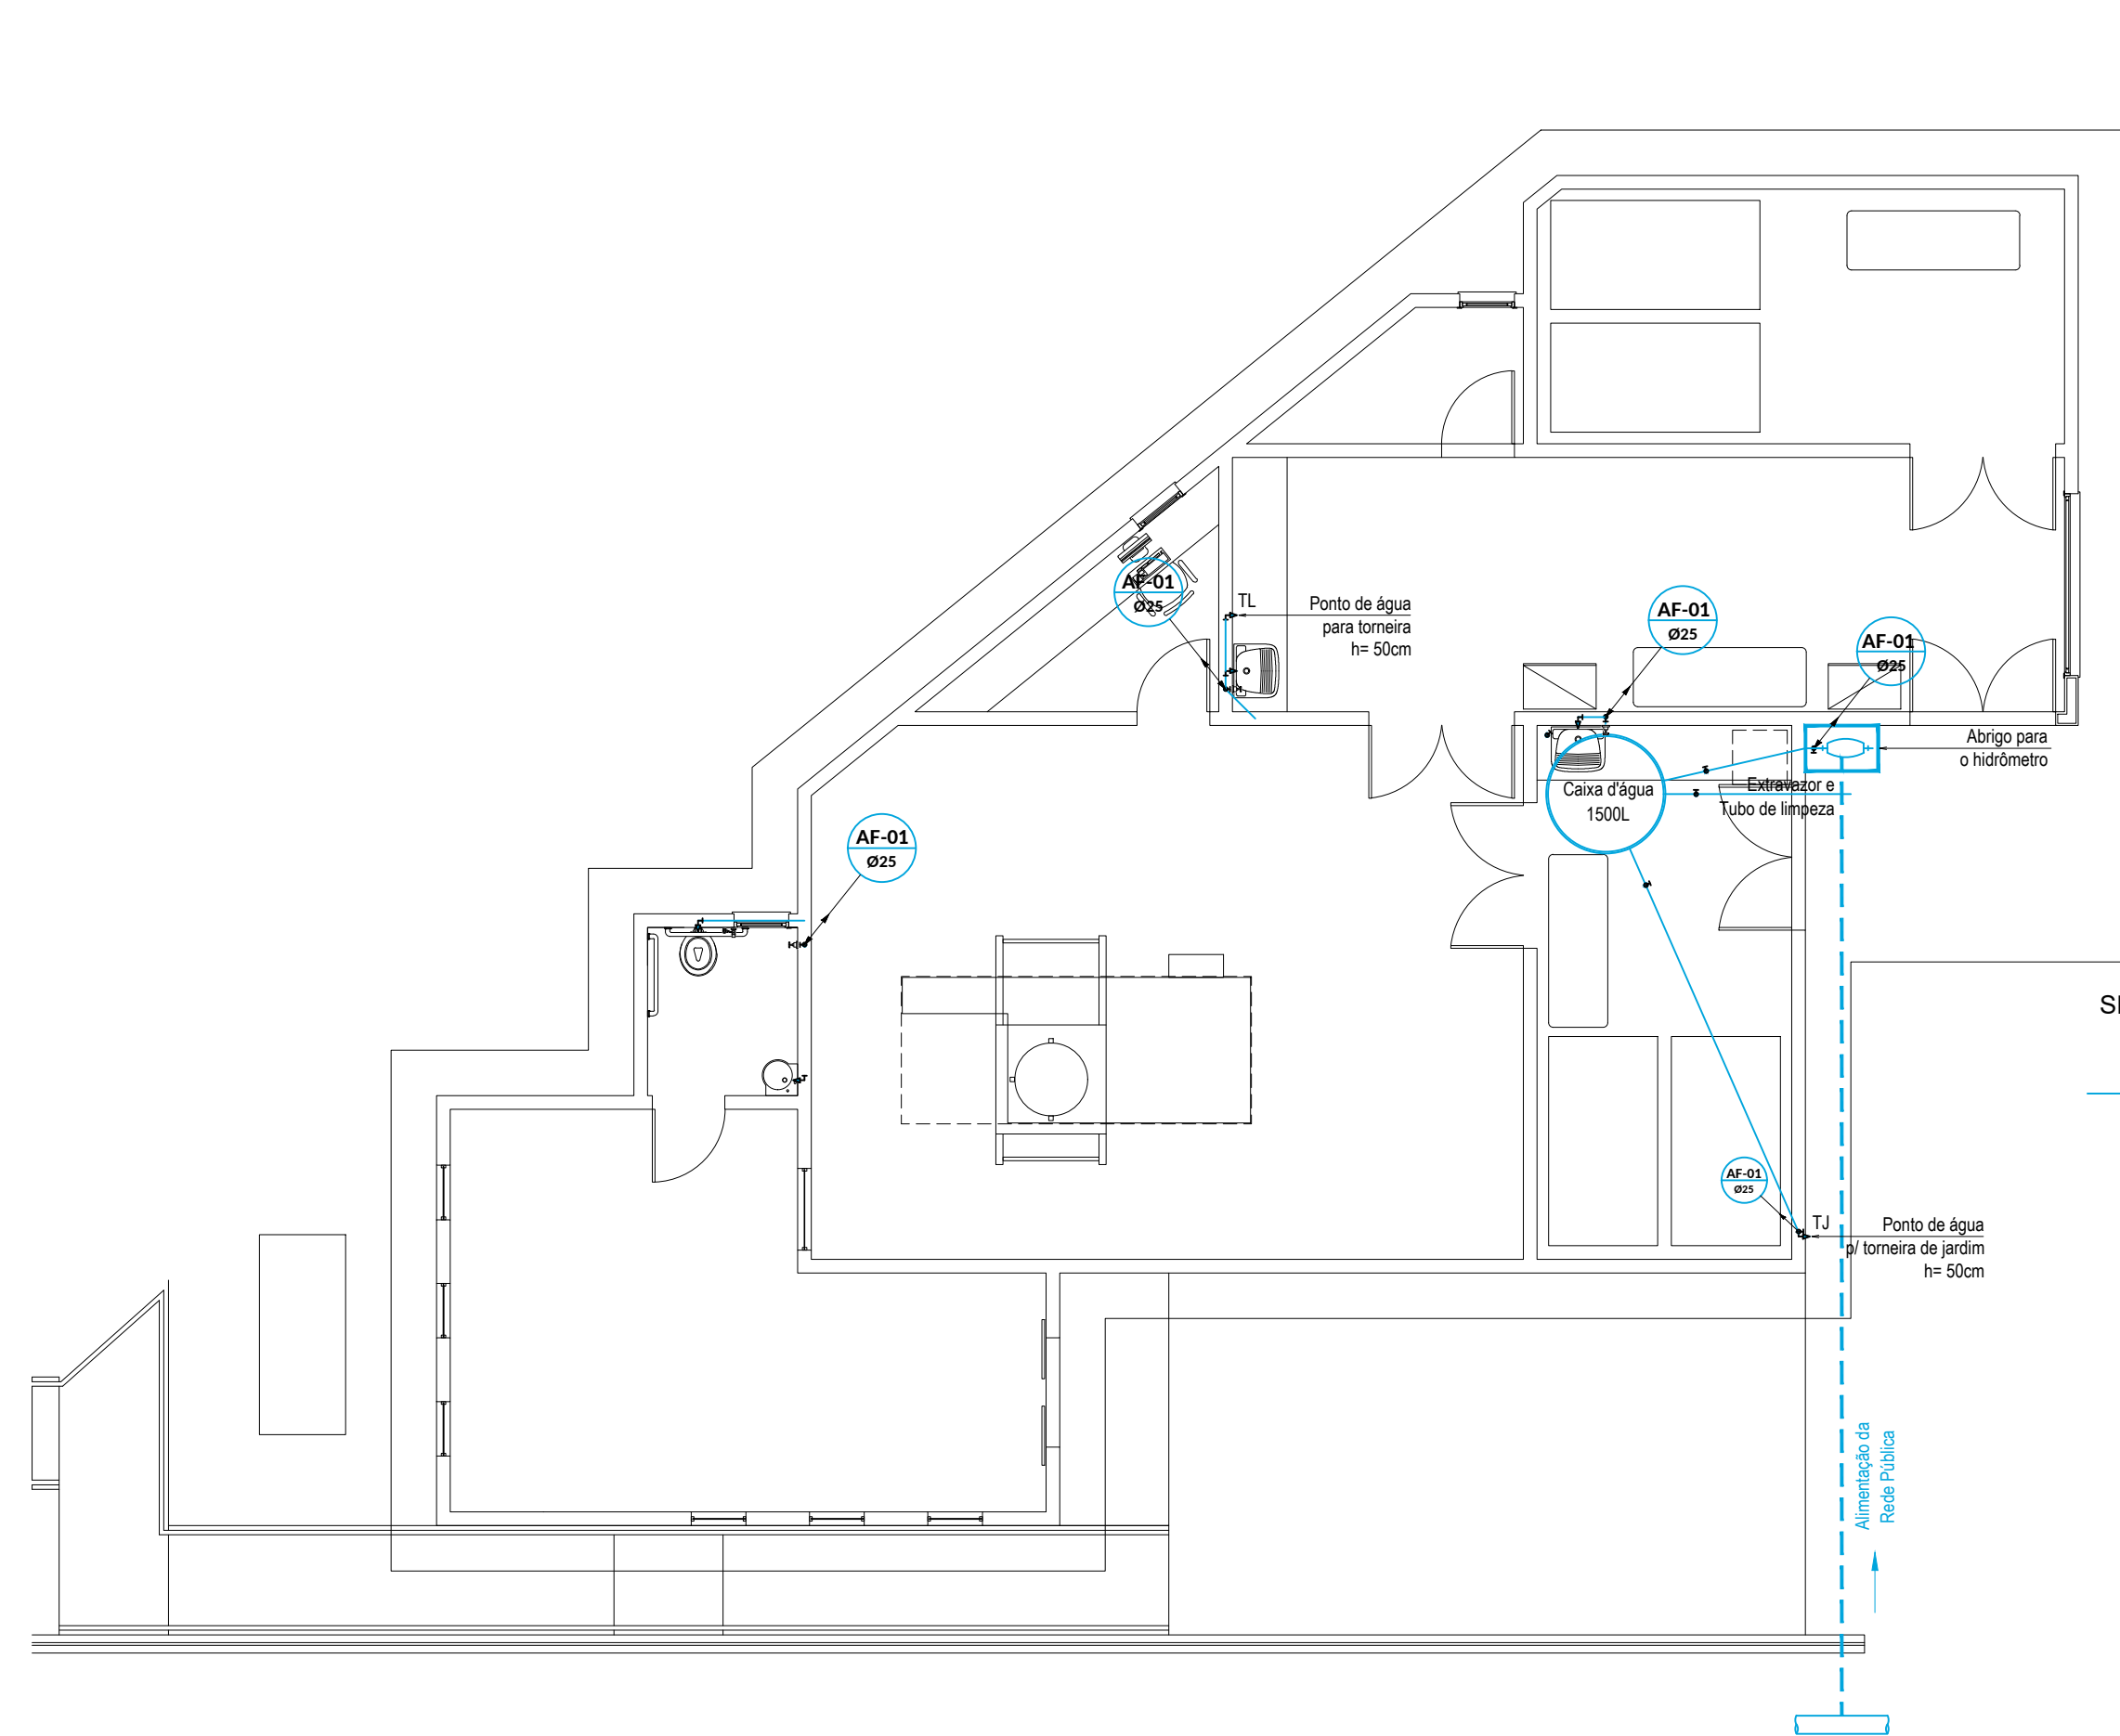 AF-01
Ø25
TL
Ponto de água
para torneira
h= 50cm
AF-01
Ø25
AF-01
Ø25
Abrigo para
o hidrômetro
Extravazor e
Tubo de limpeza
Caixa d'água
1500L
AF-01
Ø25
AF-01
Ø25
TJ
Ponto de água
p/ torneira de jardim
h= 50cm
Alimentação da
Rede Pública